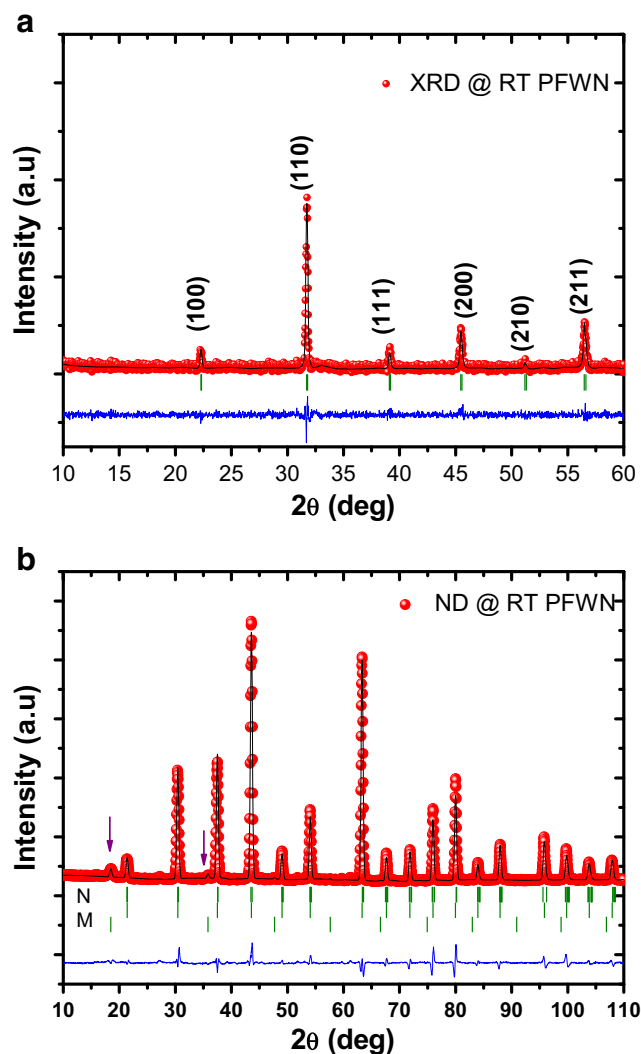 a
XRD @ RT PFWN
(100)
(110)
(111)
(200)
(210)
(211)
Intensity (a.u)
10 15 20 25 30 35 40 45 50 55 60
2θ (deg)
b
ND @ RT PFWN
Intensity (a.u)
N
M
10 20 30 40 50 60 70 80 90 100 110
2θ (deg)